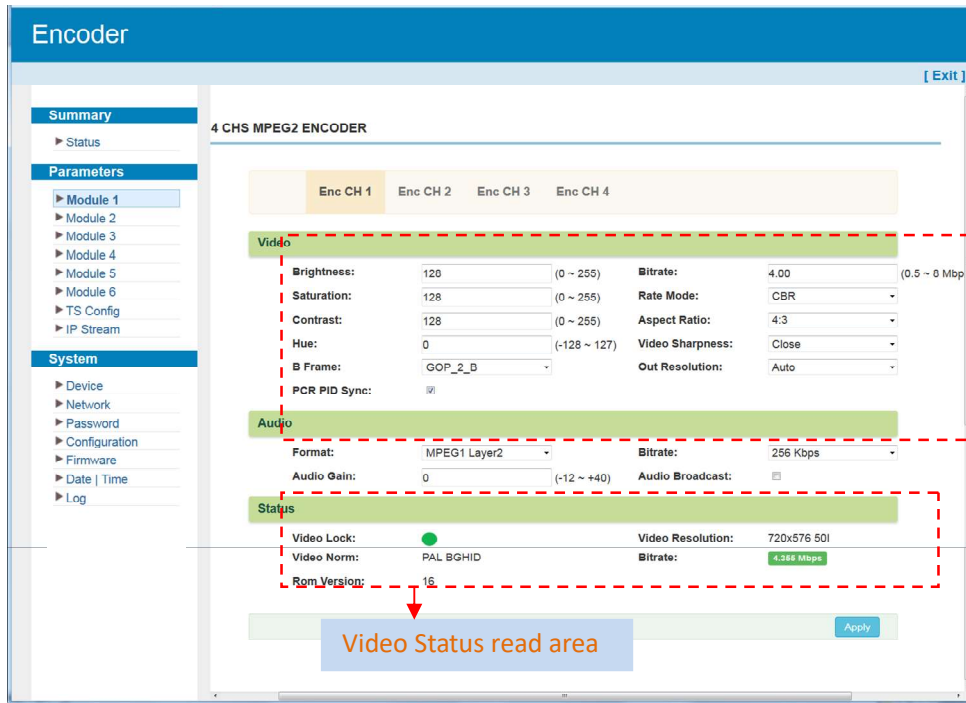 Encoder
[ Exit ]
Summary
Status
Parameters
Module 1
Module 2
Module 3
Module 4
Module 5
Module 6
TS Config
IP Stream
System
Device
Network
Password
Configuration
Firmware
Date | Time
Log
4 CHS MPEG2 ENCODER
Enc CH 1 Enc CH 2 Enc CH 3 Enc CH 4
Video
Brightness: 128 (0 ~ 255) Bitrate: 4.00 (0.5 ~ 8 Mbp
Saturation: 128 (0 ~ 255) Rate Mode: CBR
Contrast: 128 (0 ~ 255) Aspect Ratio: 4:3
Hue: 0 (-128 ~ 127) Video Sharpness: Close
B Frame: GOP_2_B Out Resolution: Auto
PCR PID Sync:
Audio
Format: MPEG1 Layer2 Bitrate: 256 Kbps
Audio Gain: 0 (-12 ~ +40) Audio Broadcast:
Status
Video Lock: Video Resolution: 720x576 50I
Video Norm: PAL BGHID Bitrate: 4.355 Mbps
Rom Version: 16
Apply
Video Status read area